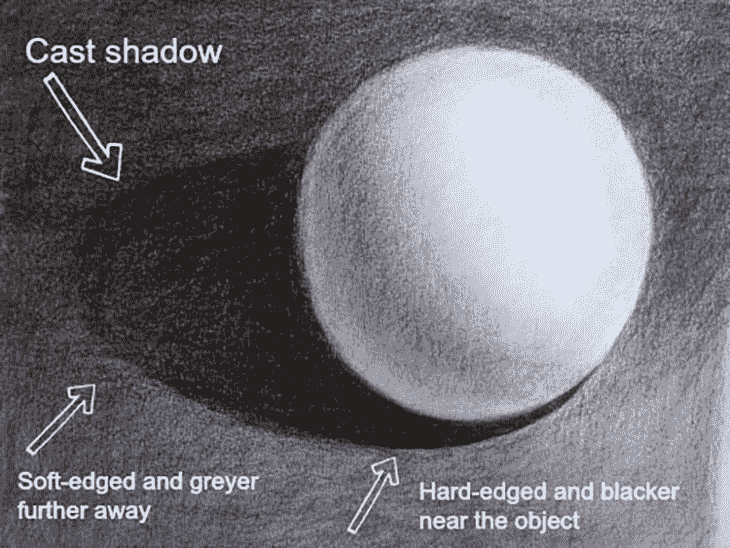 Cast shadow
Soft-edged and greyer
further away
Hard-edged and blacker
near the object